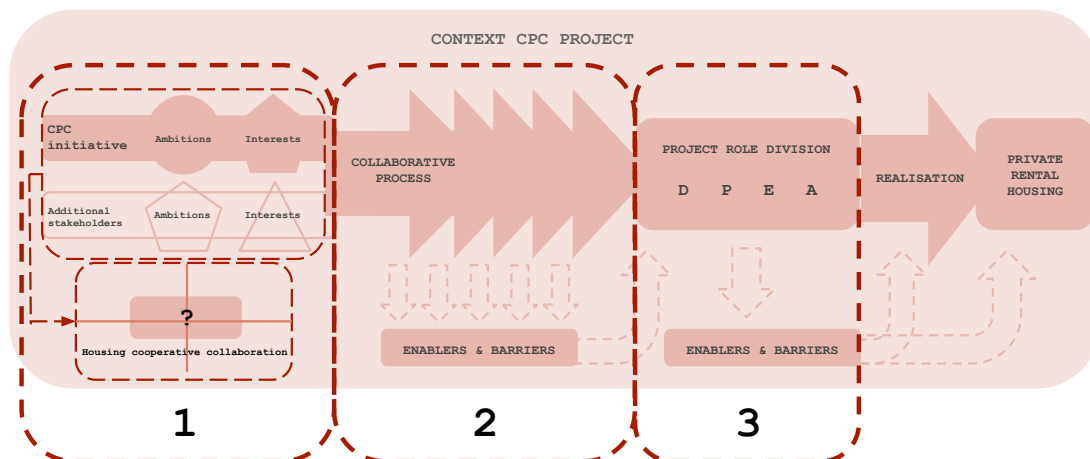 CONTEXT CPC PROJECT
CPC
initiative
Ambitions
Interests
Additional
stakeholders
Ambitions
Interests
?
Housing cooperative collaboration
COLLABORATIVE
PROCESS
ENABLERS & BARRIERS
PROJECT ROLE DIVISION
D P E A
ENABLERS & BARRIERS
REALISATION
PRIVATE
RENTAL
HOUSING
1
2
3